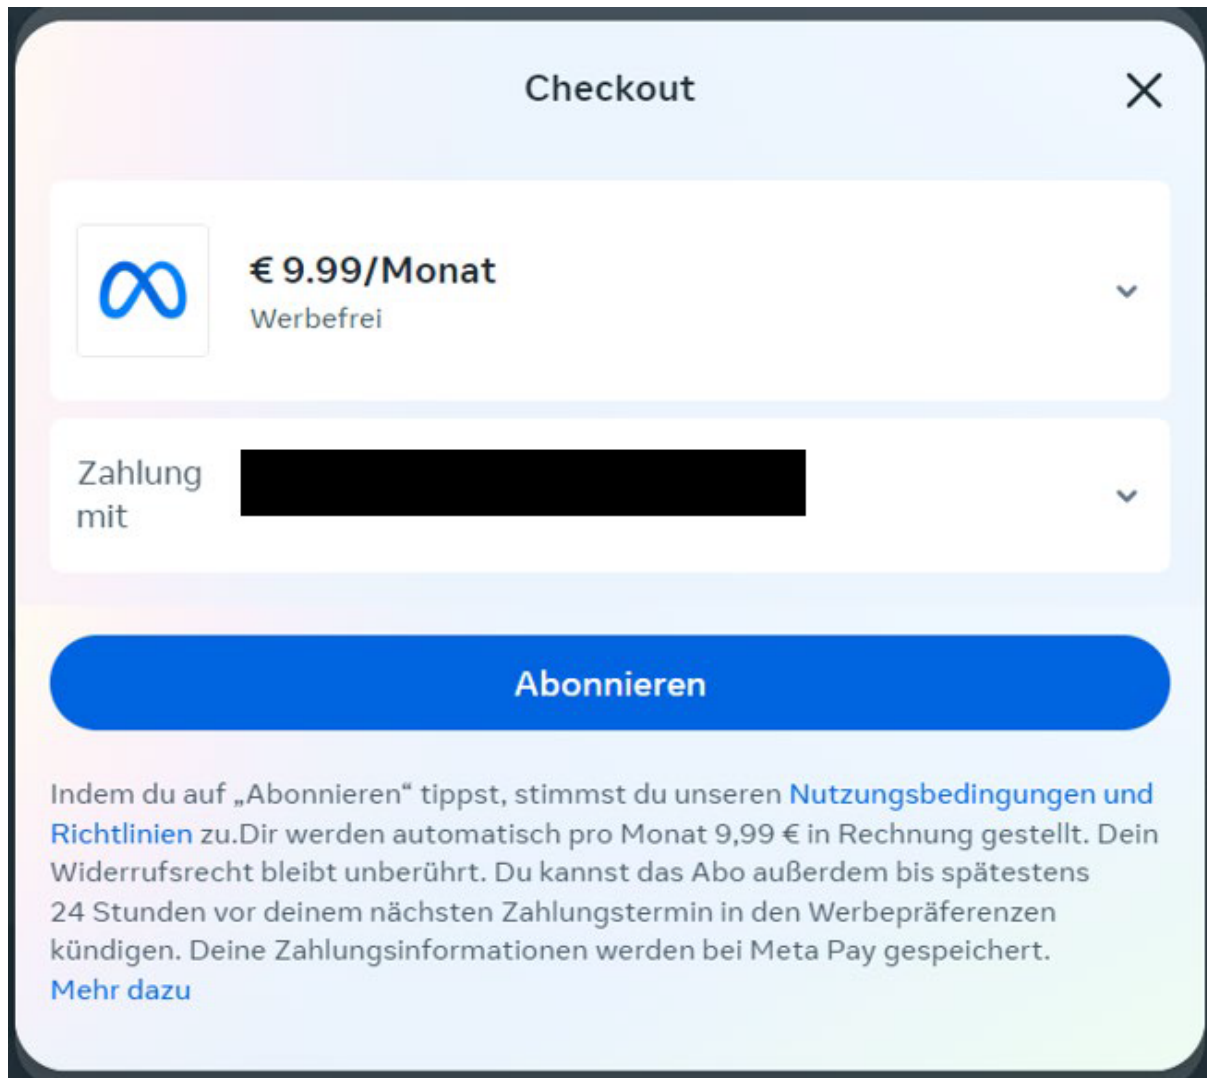 Checkout
€ 9.99/Monat
Werbefrei
Zahlung
mit
Abonnieren
Indem du auf „Abonnieren“ tippst, stimmst du unseren Nutzungsbedingungen und
Richtlinien zu.Dir werden automatisch pro Monat 9,99 € in Rechnung gestellt. Dein
Widerrufsrecht bleibt unberührt. Du kannst das Abo außerdem bis spätestens
24 Stunden vor deinem nächsten Zahlungstermin in den Werbepräferenzen
kündigen. Deine Zahlungsinformationen werden bei Meta Pay gespeichert.
Mehr dazu